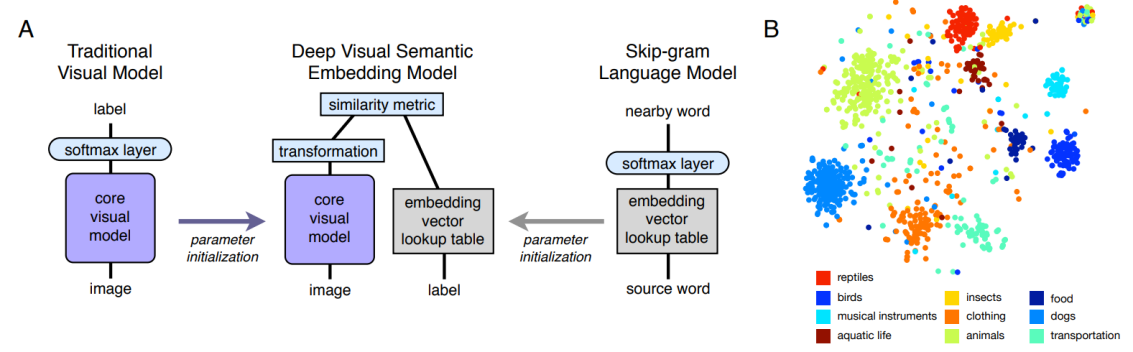 A
Traditional
Visual Model
label
softmax layer
core
visual
model
image
parameter
initialization
Deep Visual Semantic
Embedding Model
similarity metric
transformation
core
visual
model
embedding
vector
lookup table
image
label
parameter
initialization
Skip-gram
Language Model
nearby word
softmax layer
embedding
vector
lookup table
source word
B
reptiles
birds
musical instruments
aquatic life
insects
clothing
animals
food
dogs
transportation